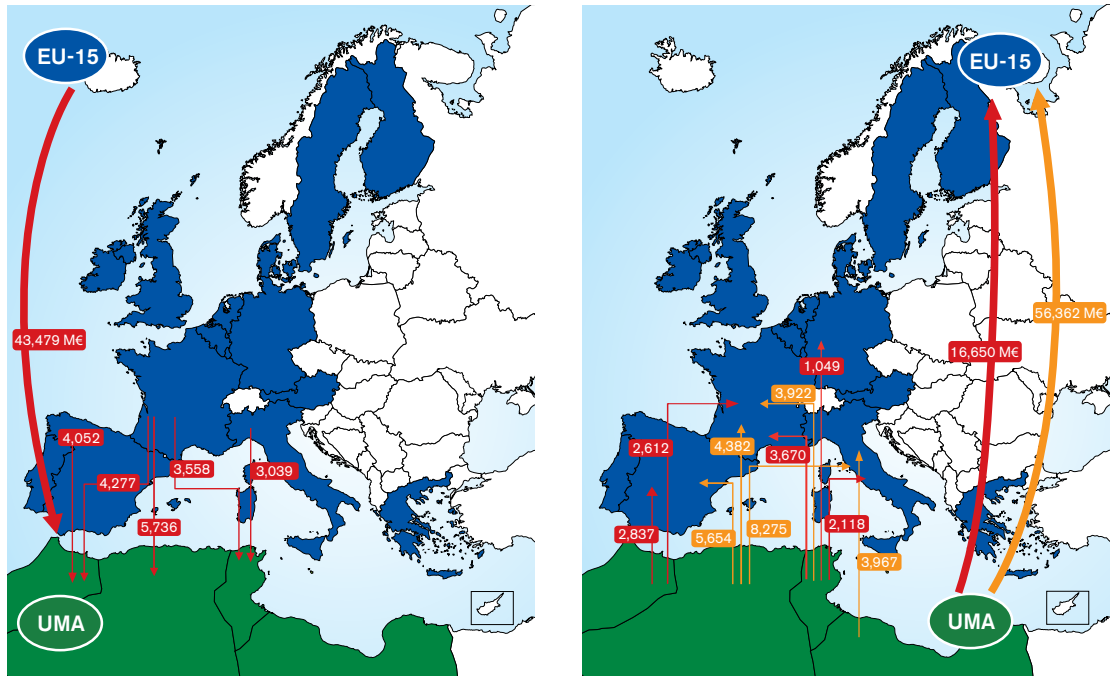 EU-15
43,479 M€
4,052
4,277
3,558
3,039
5,736
UMA
EU-15
56,362 M€
16,650 M€
1,049
3,922
2,612
4,382
3,670
2,837
5,654
8,275
2,118
3,967
UMA